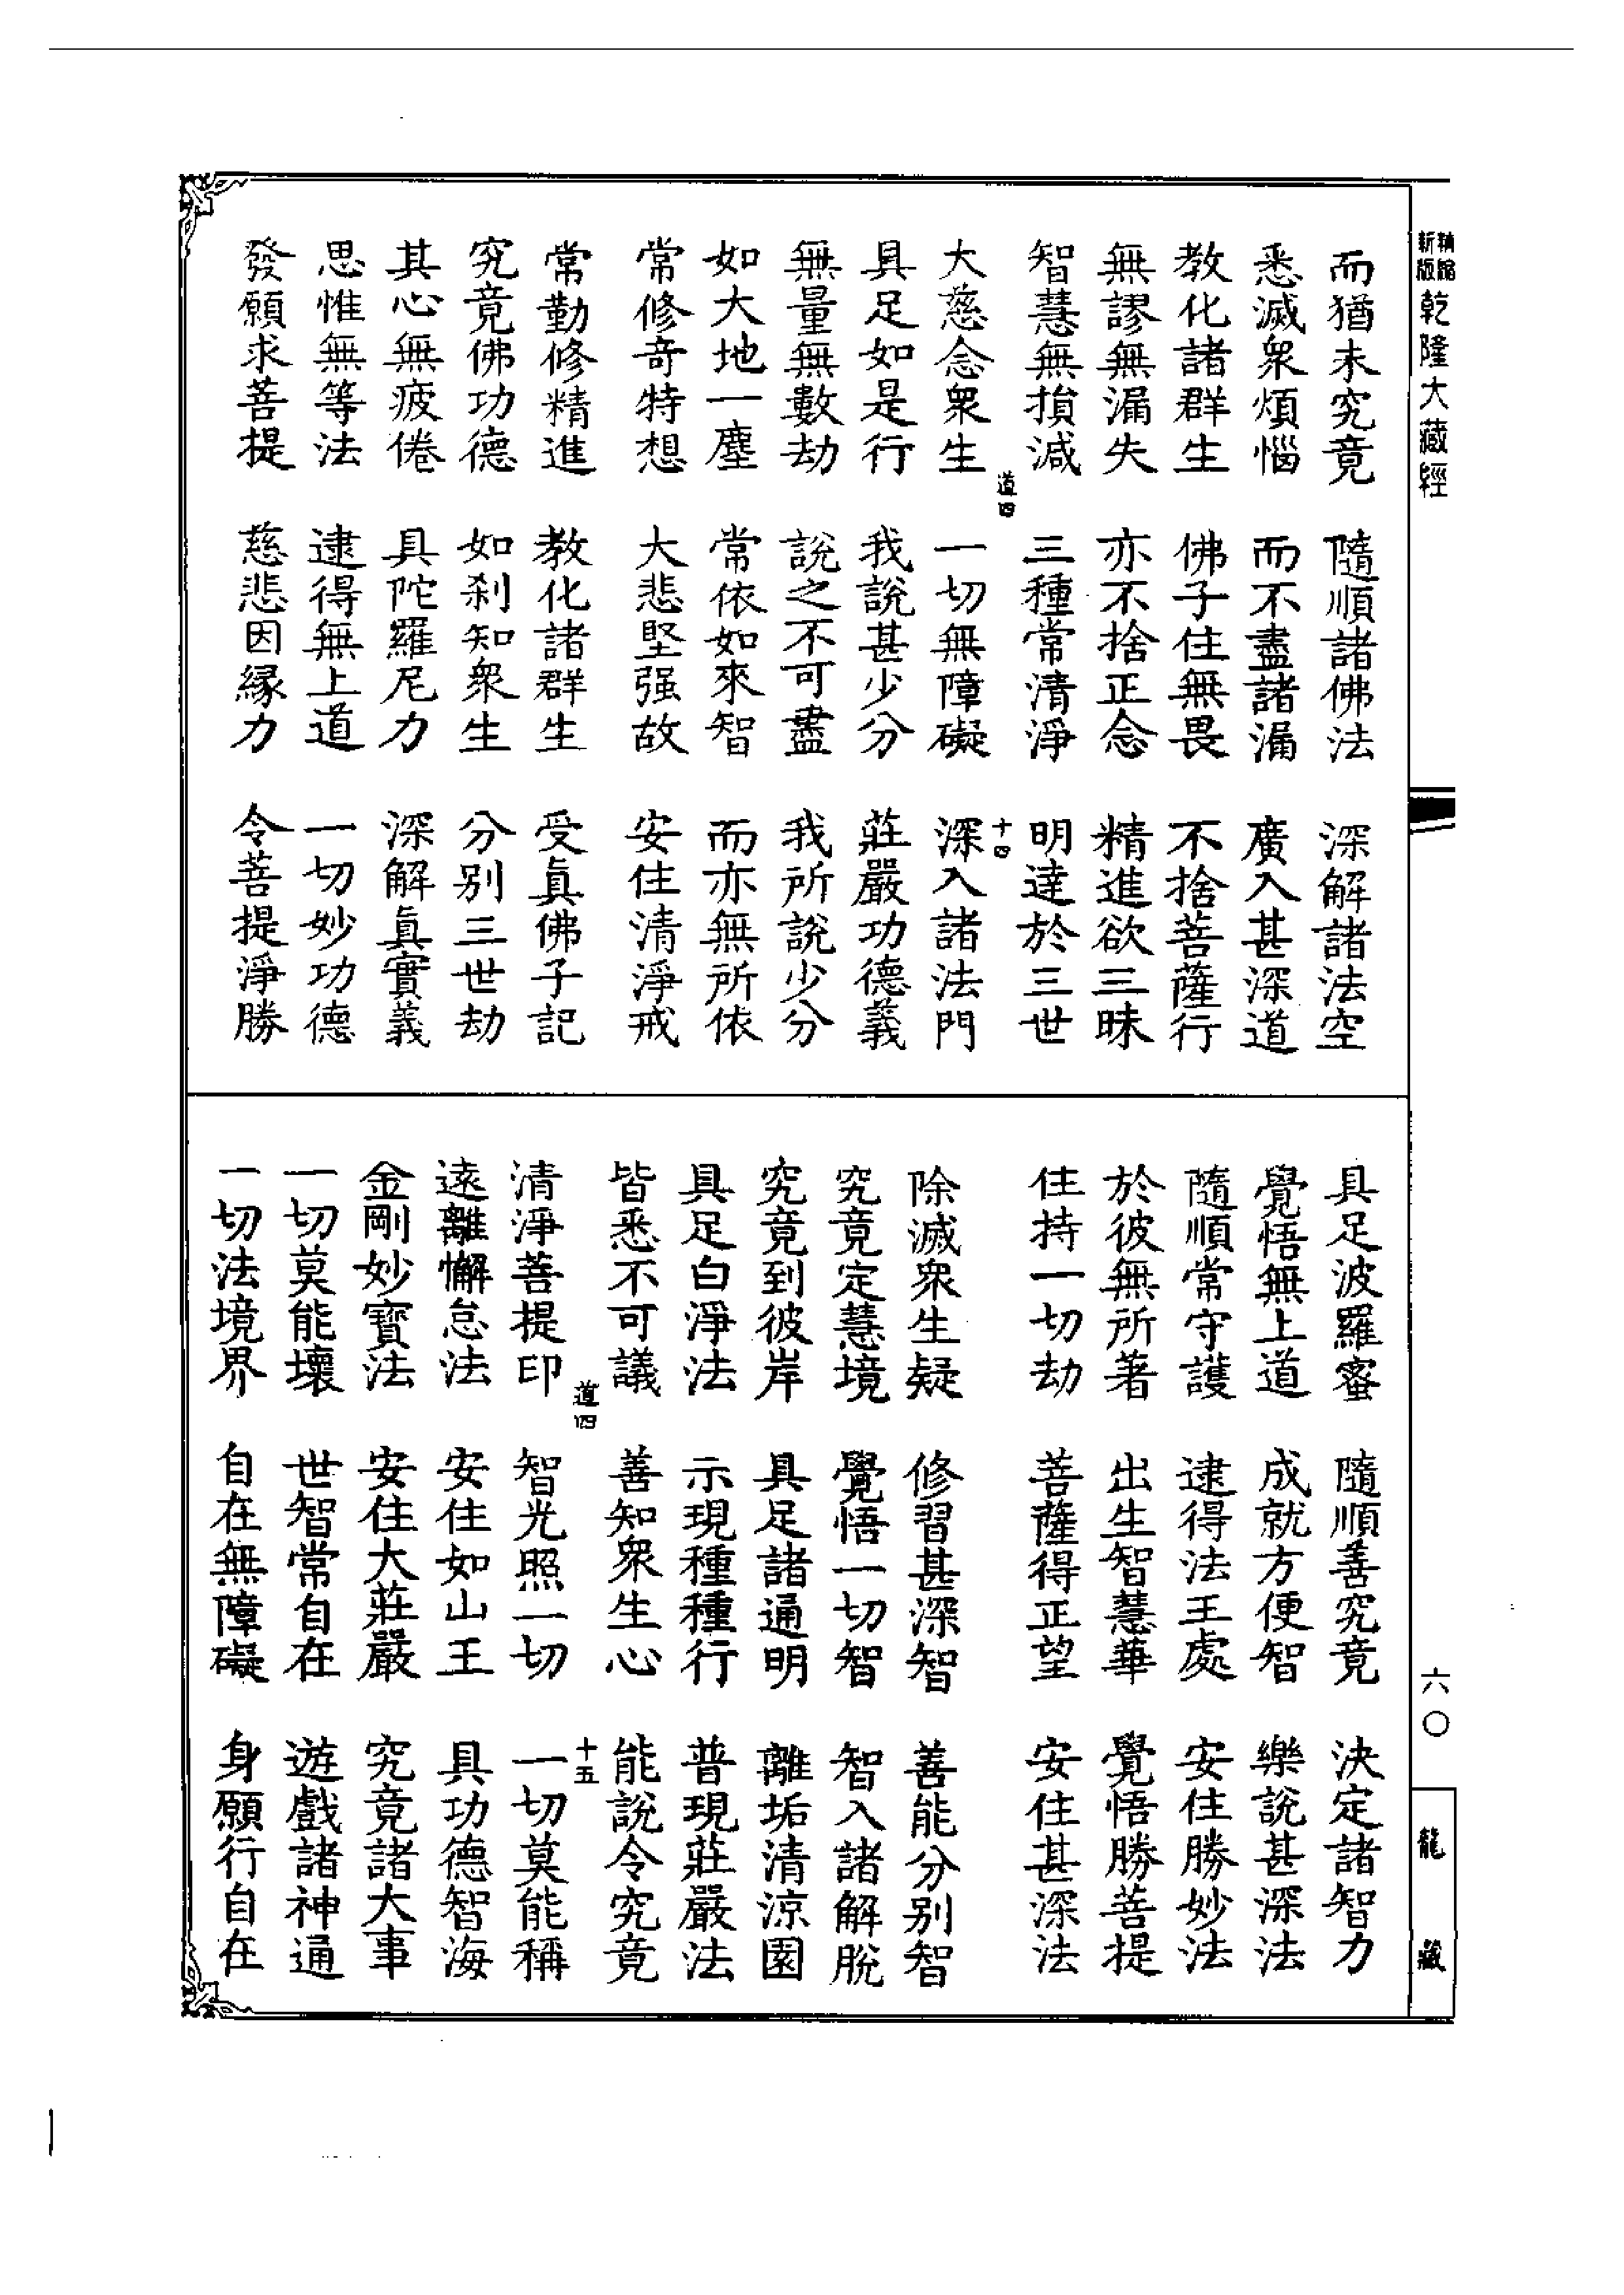 新版
乾隆大藏經
而猶未究竟　隨順諸佛法　深解諸法空
悉滅衆煩惱　而不盡諸漏　廣入甚深道
教化諸群生　佛子住無畏　不捨菩薩行
無謬無漏失　亦不捨正念　精進欲三昧
智慧無損減　三種常清淨　明達於三世
道四　十四
大慈念衆生　一切無障礙　深入諸法門
具足如是行　我説甚少分　莊嚴功德義
無量無數劫　説之不可盡　我所説少分
如大地一塵　常依如來智　而亦無所依
常修奇特想　大悲堅强故　安住清淨戒
常勤修精進　教化諸群生　受眞佛子記
究竟佛功德　如刹知衆生　分别三世劫
其心無疲倦　具陀羅尼力　深解眞實義
思惟無等法　逮得無上道　一切妙功德
發願求菩提　慈悲因緣力　令菩提淨勝
具足波羅蜜　隨順善究竟　決定諸智力
覺悟無上道　成就方便智　樂説甚深法
隨順常守護　逮得法王處　安住勝妙法
於彼無所著　出生智慧華　覺悟勝菩提
住持一切劫　菩薩得正望　安住甚深法
除滅衆生疑　修習甚深智　善能分别智
究竟定慧境　覺悟一切智　智入諸解脫
究竟到彼岸　具足諸通明　離垢清涼園
具足白淨法　示現種種行　普現莊嚴法
皆悉不可議　善知衆生心　能説令究竟
道四　十五
清淨菩提印　智光照一切　一切莫能稱
遠離懈怠法　安住如山王　具功德智海
金剛妙寶法　安住大莊嚴　究竟諸大事
一切莫能壞　世智常自在　遊戲諸神通
一切法境界　自在無障礙　身願行自在
六〇
龍藏